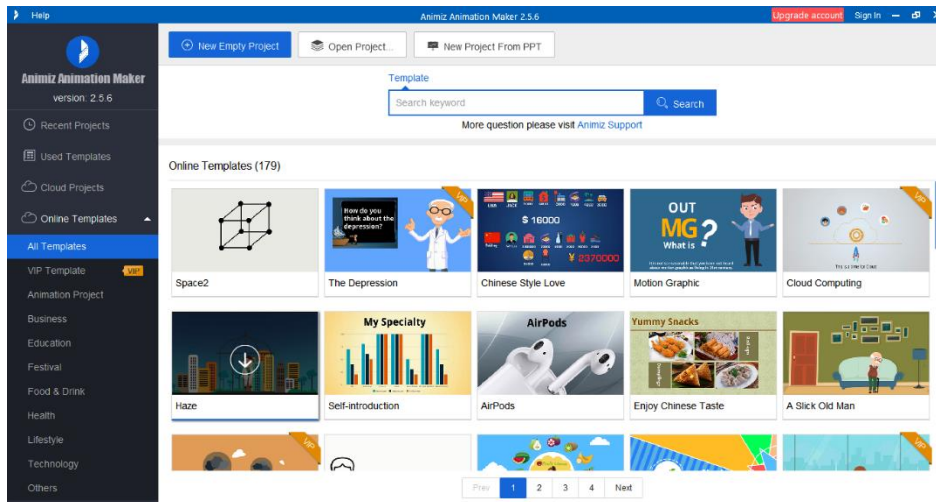 Help
Animiz Animation Maker 2.5.6
Upgrade account
Sign In
Animiz Animation Maker
version: 2.5.6
Recent Projects
Used Templates
Cloud Projects
Online Templates
All Templates
VIP Template
VIP
Animation Project
Business
Education
Festival
Food & Drink
Health
Lifestyle
Technology
Others
New Empty Project
Open Project...
New Project From PPT
Template
Search keyword
Search
More question please visit Animiz Support
Online Templates (179)
Space2
How do you
think about the
depression?
VIP
The Depression
$ 16000
¥ 2370000
Chinese Style Love
OUT
MG?
What is
Motion Graphic
VIP
Cloud Computing
Haze
My Specialty
Self-introduction
AirPods
AirPods
Yummy Snacks
Enjoy Chinese Taste
A Slick Old Man
VIP
VIP
Prev 1 2 3 4 Next